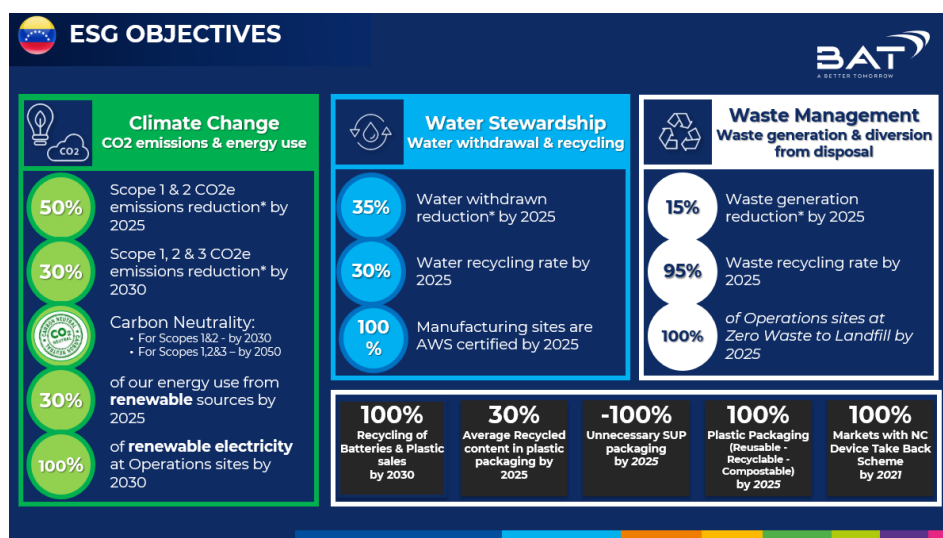 ESG OBJECTIVES
BAT
A BETTER TOMORROW
CO2
Climate Change
CO2 emissions & energy use
50%
Scope 1 & 2 CO2e
emissions reduction* by
2025
30%
Scope 1, 2 & 3 CO2e
emissions reduction* by
2030
CARBON NEUTRAL
CO2
NEUTRAL
Carbon Neutrality:
• For Scopes 1&2 - by 2030
• For Scopes 1,2&3 – by 2050
30%
of our energy use from
renewable sources by
2025
100%
of renewable electricity
at Operations sites by
2030
Water Stewardship
Water withdrawal & recycling
35%
Water withdrawn
reduction* by 2025
30%
Water recycling rate by
2025
100
%
Manufacturing sites are
AWS certified by 2025
Waste Management
Waste generation & diversion
from disposal
15%
Waste generation
reduction* by 2025
95%
Waste recycling rate by
2025
100%
of Operations sites at
Zero Waste to Landfill by
2025
100%
Recycling of
Batteries & Plastic
sales
by 2030
30%
Average Recycled
content in plastic
packaging by
2025
-100%
Unnecessary SUP
packaging
by 2025
100%
Plastic Packaging
(Reusable -
Recyclable -
Compostable)
by 2025
100%
Markets with NC
Device Take Back
Scheme
by 2021